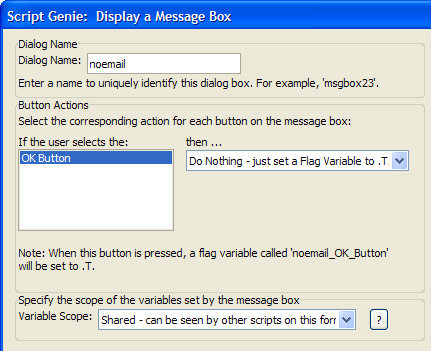 Script Genie: Display a Message Box
Dialog Name
Dialog Name: noemail
Enter a name to uniquely identify this dialog box. For example, 'msgbox23'.
Button Actions
Select the corresponding action for each button on the message box:
If the user selects the: then ...
OK Button Do Nothing - just set a Flag Variable to .T.
Note: When this button is pressed, a flag variable called 'noemail_OK_Button'
will be set to .T.
Specify the scope of the variables set by the message box
Variable Scope: Shared - can be seen by other scripts on this forr ?